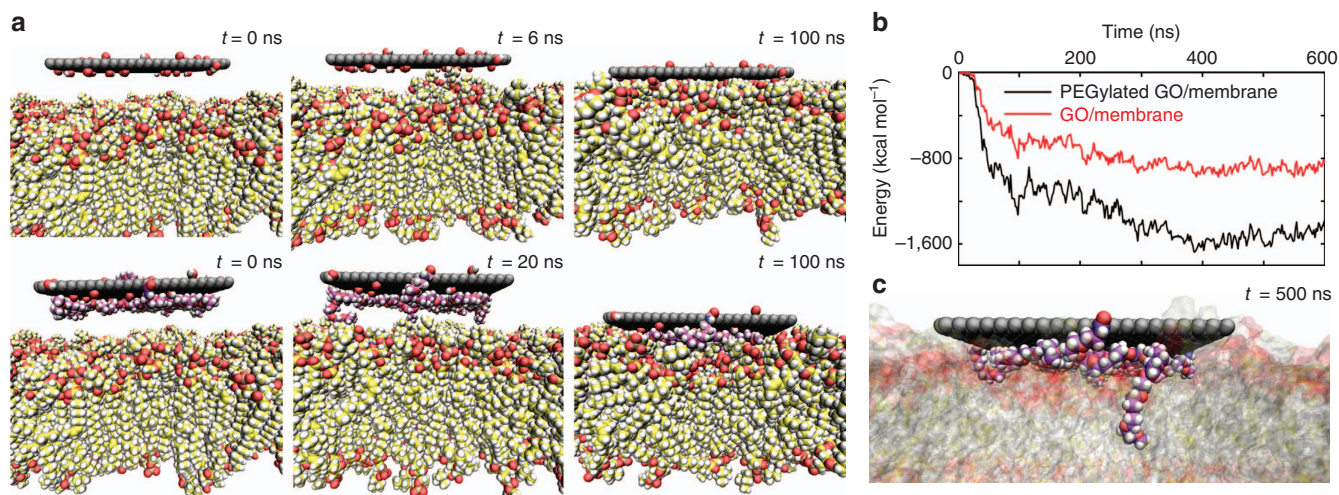 a
t = 0 ns
t = 6 ns
t = 100 ns
t = 0 ns
t = 20 ns
t = 100 ns
b
Time (ns)
0 200 400 600
0
−800
−1,600
Energy (kcal mol⁻¹)
PEGylated GO/membrane
GO/membrane
c
t = 500 ns